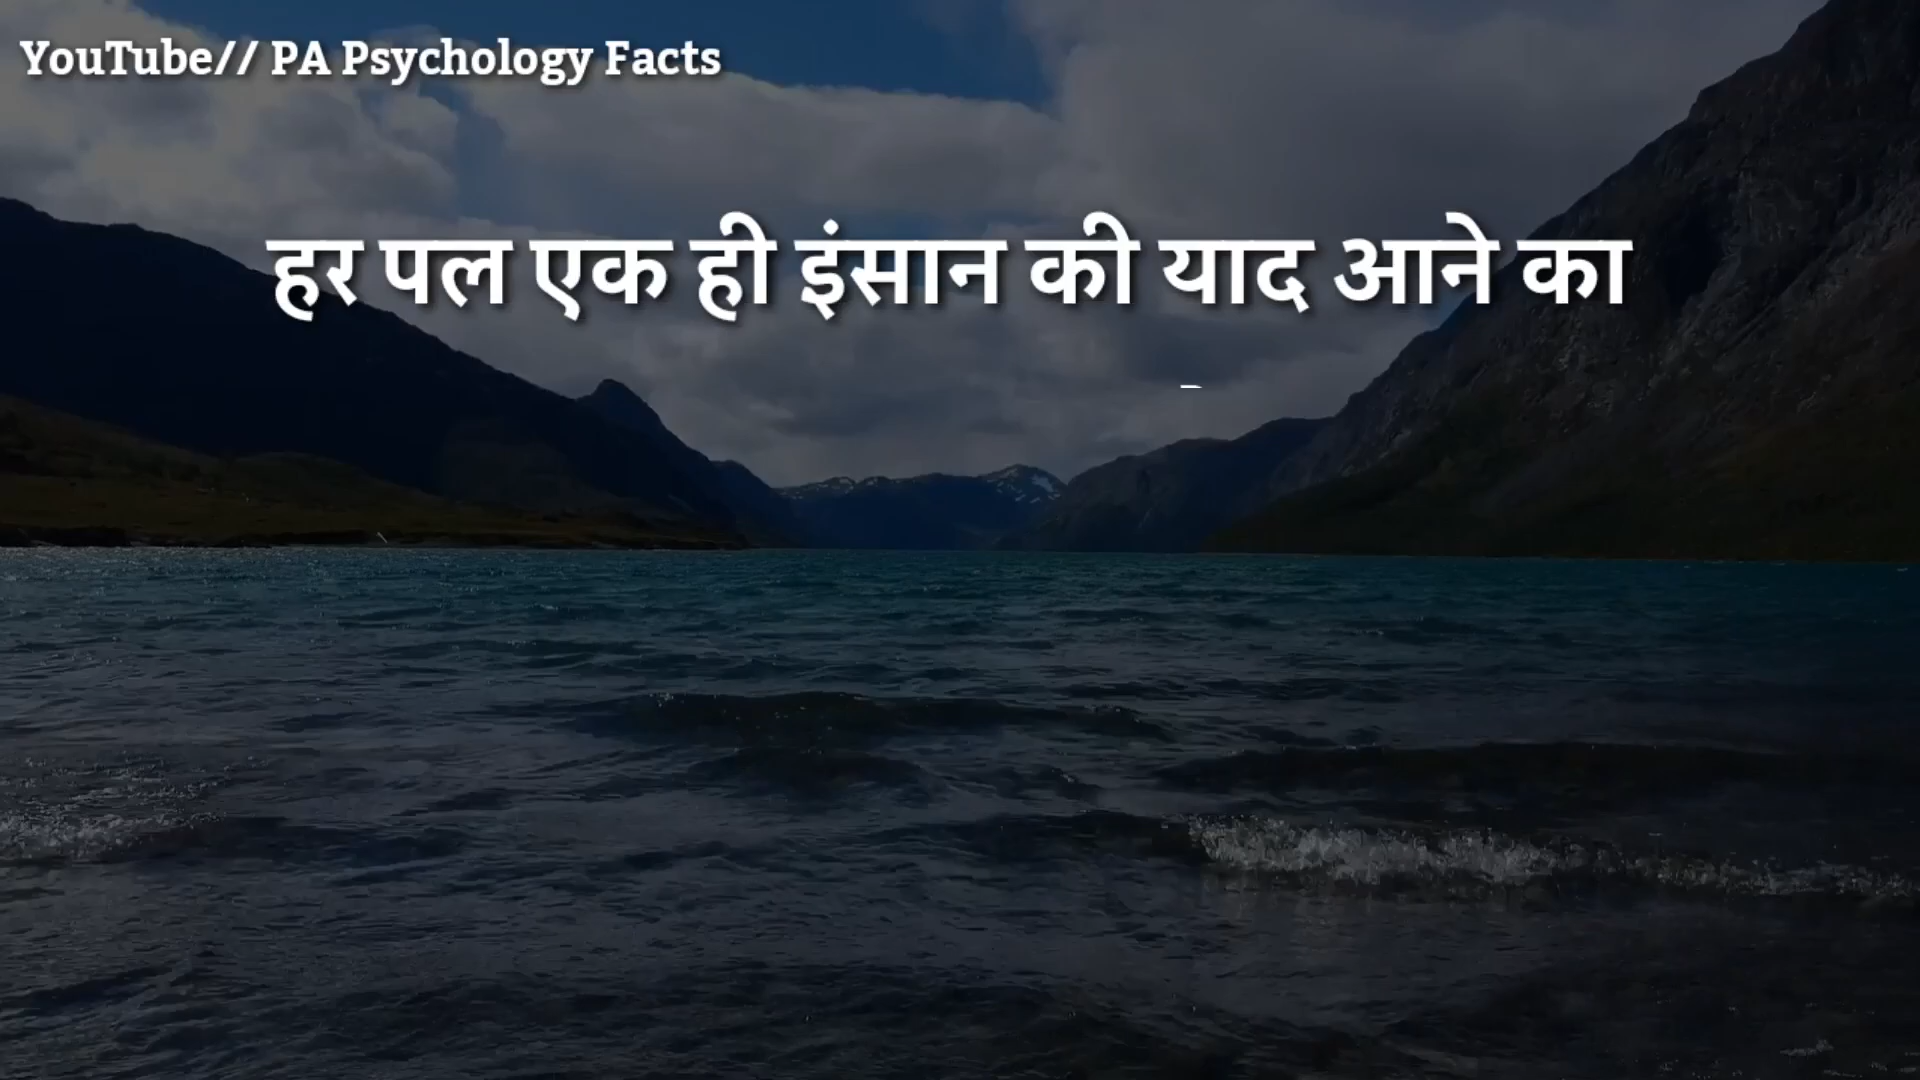 YouTube// PA Psychology Facts
हर पल एक ही इंसान की याद आने का